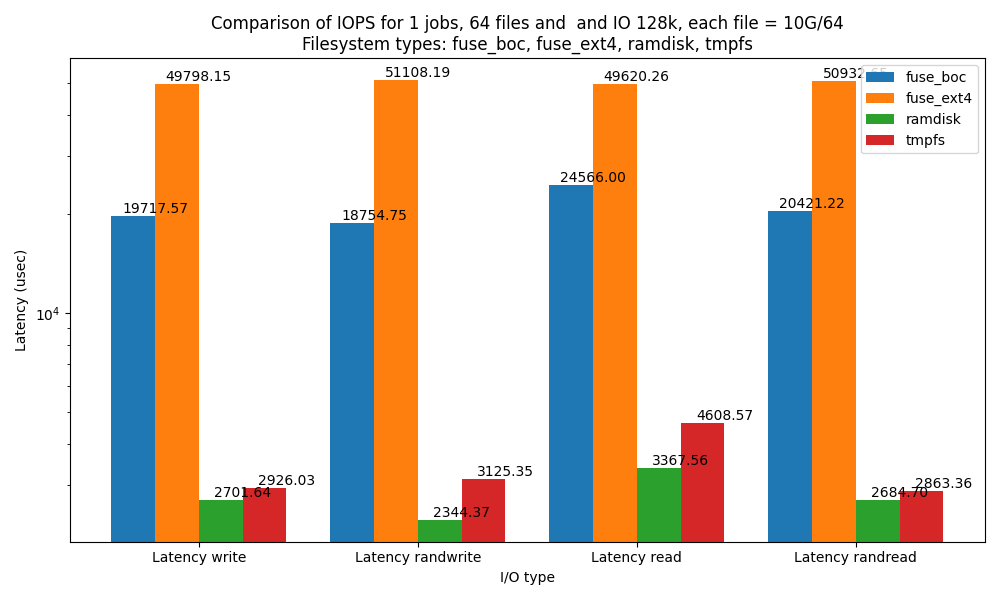 Comparison of IOPS for 1 jobs, 64 files and  and IO 128k, each file = 10G/64
Filesystem types: fuse_boc, fuse_ext4, ramdisk, tmpfs
49798.15
51108.19
49620.26
fuse_boc
fuse_ext4
ramdisk
tmpfs
19717.57
18754.75
24566.00
20421.22
Latency (usec)
10^4
2701.64
2926.03
2344.37
3125.35
3367.56
4608.57
2684.70
2863.36
Latency write
Latency randwrite
Latency read
Latency randread
I/O type